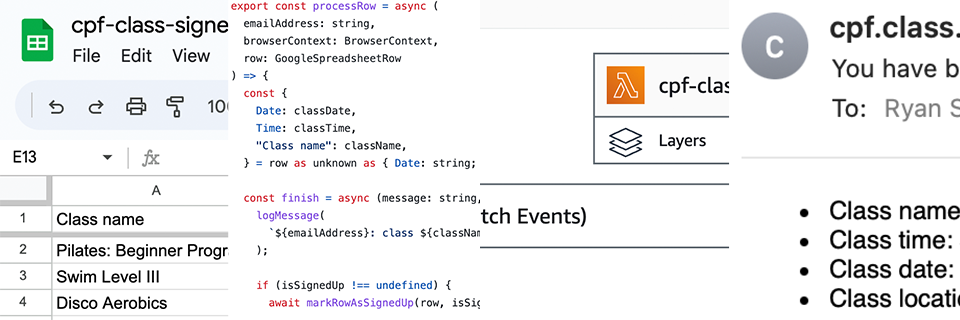 cpf-class-signe
File Edit View
100
E13 fx
A
1 Class name
2 Pilates: Beginner Progr
3 Swim Level III
4 Disco Aerobics
export const processRow = async (
emailAddress: string,
browserContext: BrowserContext,
row: GoogleSpreadsheetRow
) => {
const {
Date: classDate,
Time: classTime,
"Class name": className,
} = row as unknown as { Date: string;
const finish = async (message: string,
logMessage(
`${emailAddress}: class ${classNam
);
if (isSignedUp !== undefined) {
await markRowAsSignedUp(row, isSig
cpf-clas
Layers
tch Events)
C
cpf.class.
You have b
To: Ryan S
• Class name
• Class time:
• Class date:
• Class locatio